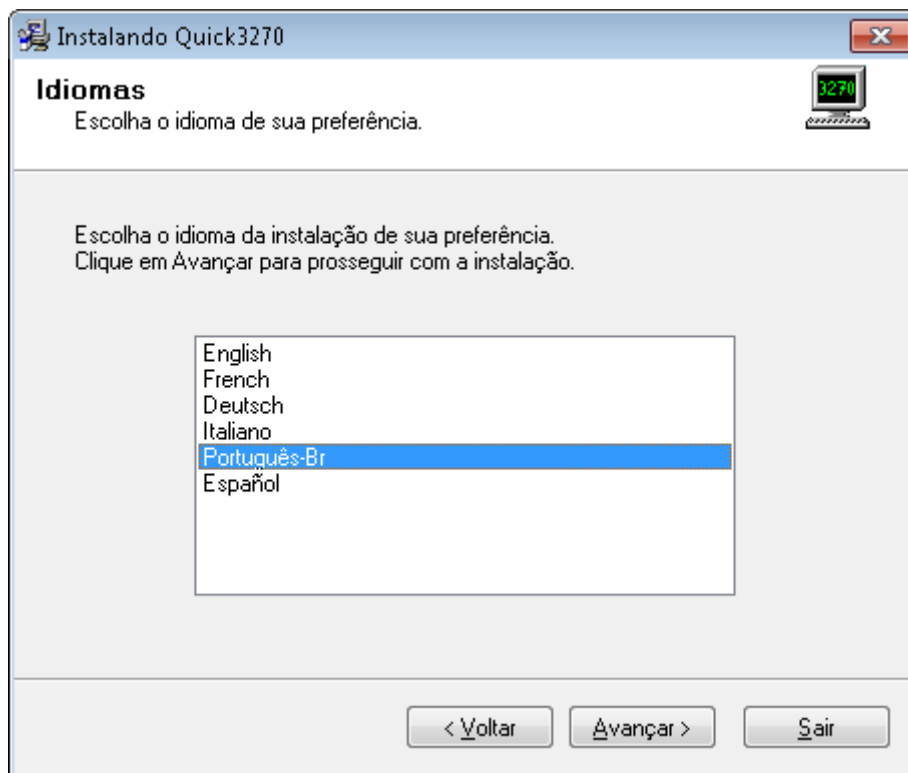 Instalando Quick3270
Idiomas
Escolha o idioma de sua preferência.
3270
Escolha o idioma da instalação de sua preferência.
Clique em Avançar para prosseguir com a instalação.
English
French
Deutsch
Italiano
Português-Br
Español
< Voltar
Avançar >
Sair